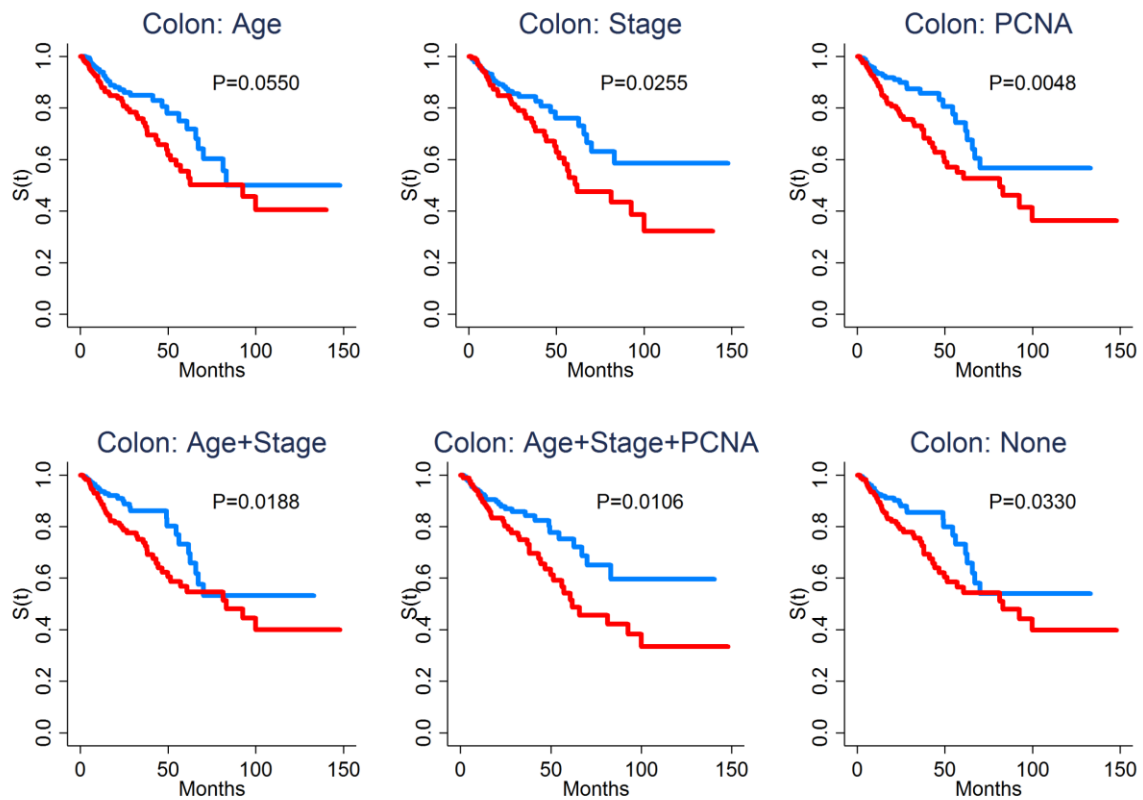 Colon: Age
P=0.0550
S(t)
0.0 0.2 0.4 0.6 0.8 1.0
0 50 100 150
Months
Colon: Stage
P=0.0255
S(t)
0.0 0.2 0.4 0.6 0.8 1.0
0 50 100 150
Months
Colon: PCNA
P=0.0048
S(t)
0.0 0.2 0.4 0.6 0.8 1.0
0 50 100 150
Months
Colon: Age+Stage
P=0.0188
S(t)
0.0 0.2 0.4 0.6 0.8 1.0
0 50 100 150
Months
Colon: Age+Stage+PCNA
P=0.0106
S(t)
0.0 0.2 0.4 0.6 0.8 1.0
0 50 100 150
Months
Colon: None
P=0.0330
S(t)
0.0 0.2 0.4 0.6 0.8 1.0
0 50 100 150
Months